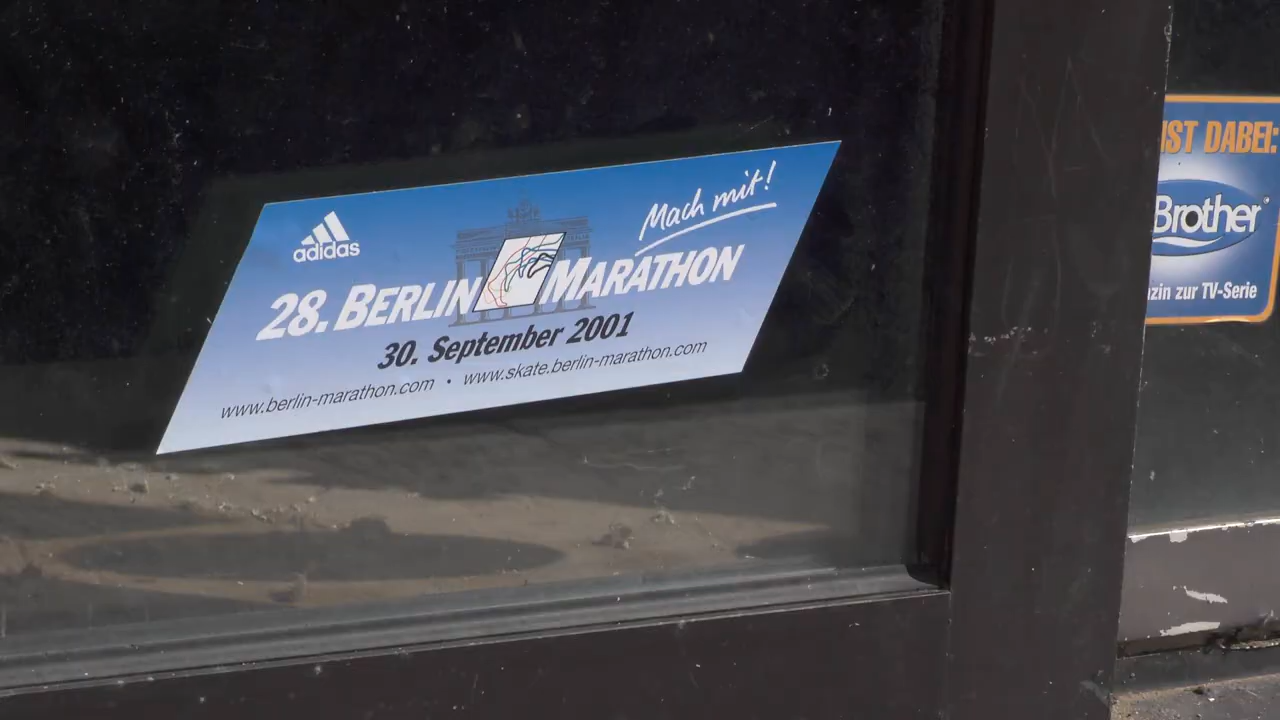 adidas
Mach mit!
28. BERLIN MARATHON
30. September 2001
www.berlin-marathon.com • www.skate.berlin-marathon.com
IST DABEI:
Brother
zin zur TV-Serie